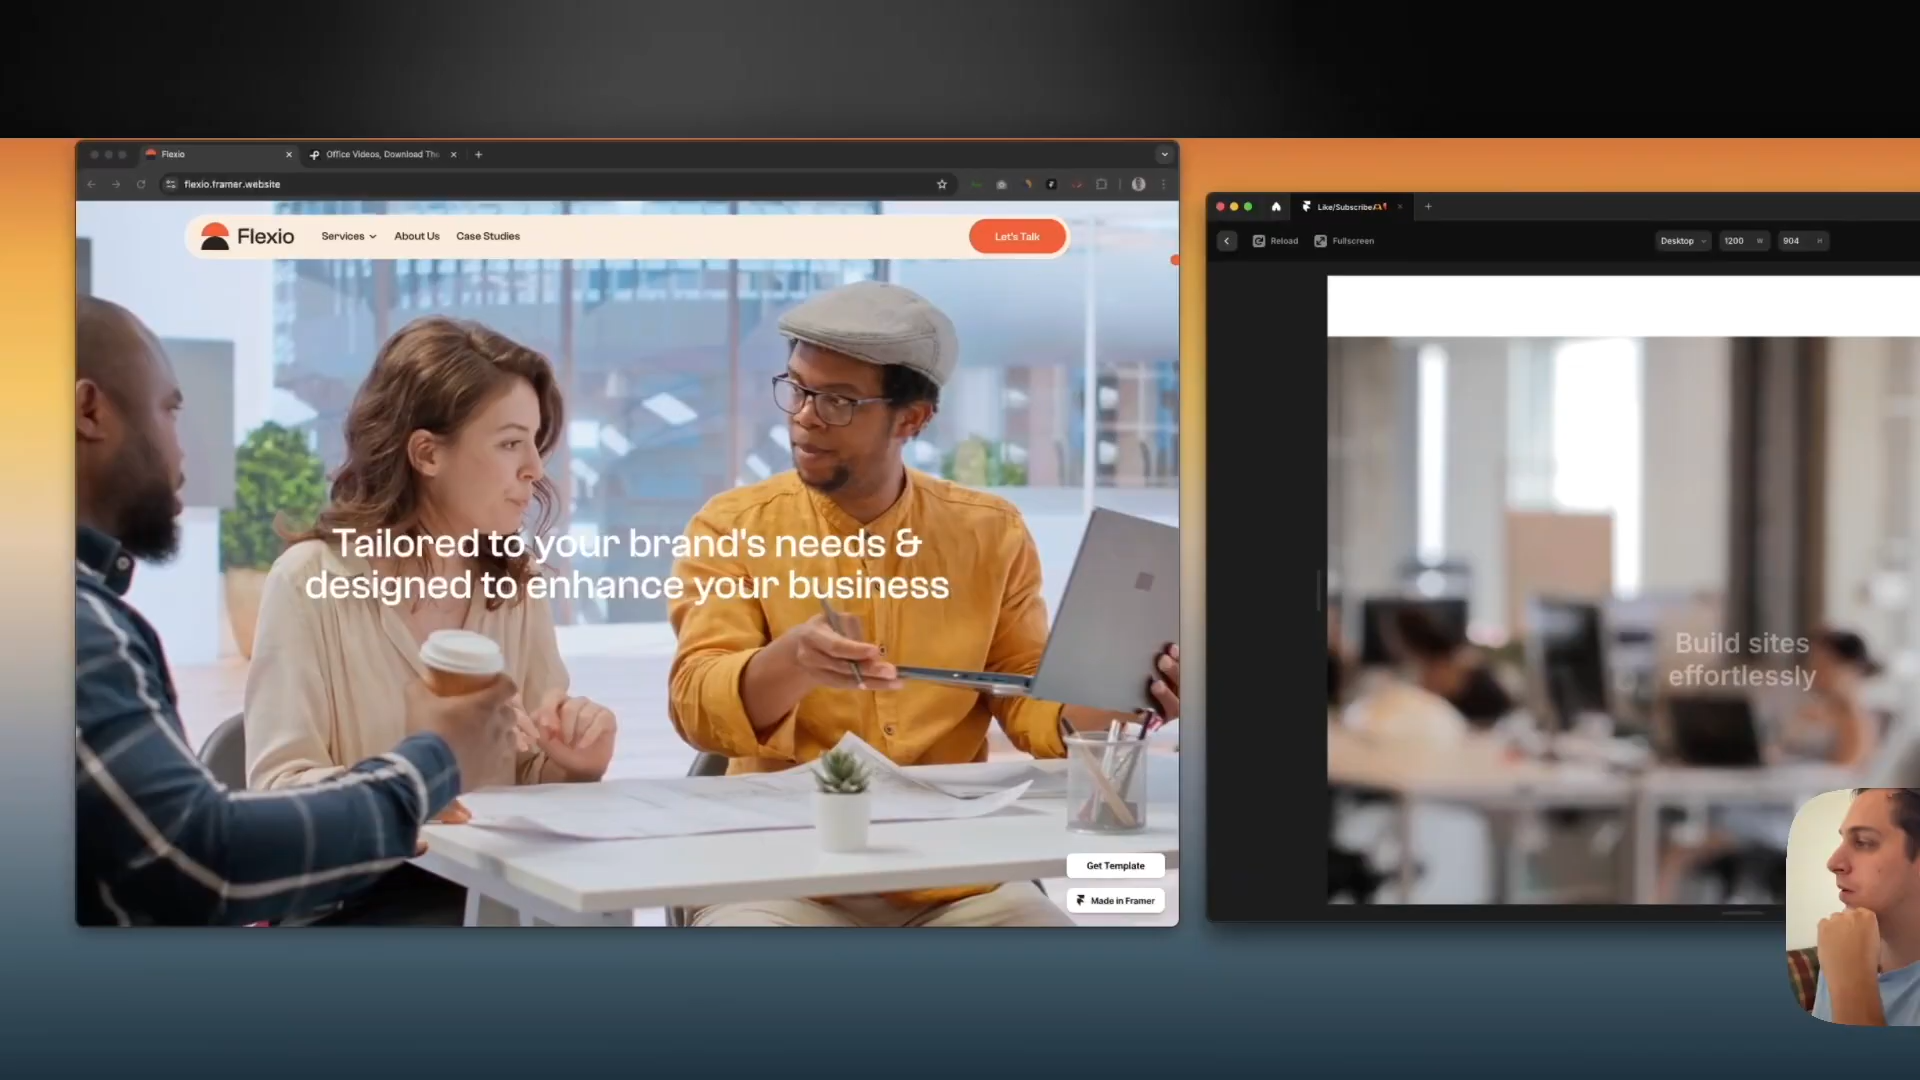 Flexio
Office Videos, Download The
flexio.framer.website
Flexio
Services
About Us
Case Studies
Let's Talk
Tailored to your brand's needs &
designed to enhance your business
Get Template
Made in Framer
Like/Subscribe
Reload
Fullscreen
Desktop
1200
W
904
H
Build sites
effortlessly